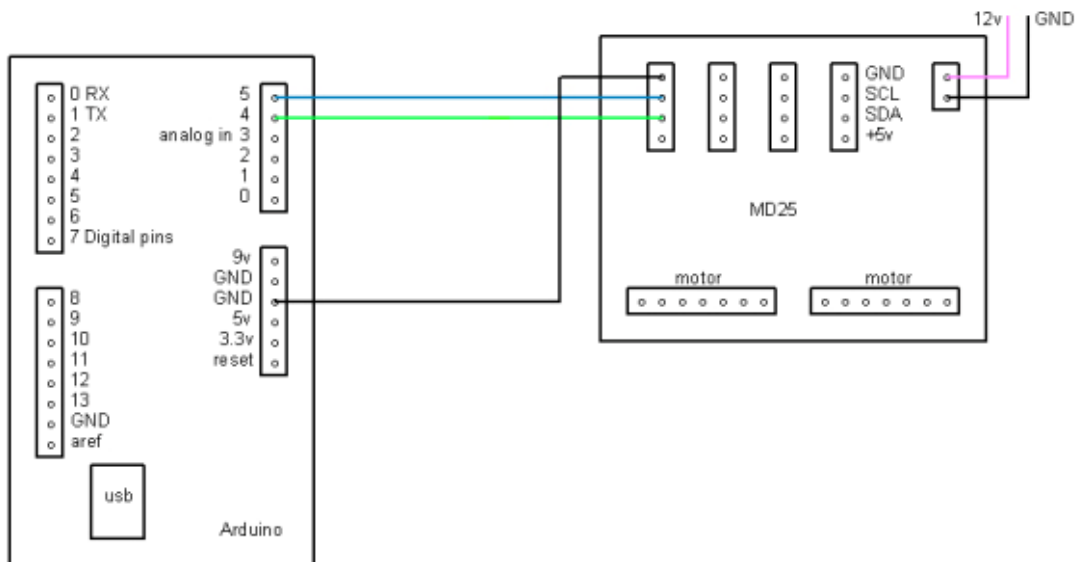 12v GND
0 RX
1 TX
2
3
4
5
6
7 Digital pins
5
4
analog in 3
2
1
0
9v
GND
GND
5v
3.3v
reset
8
9
10
11
12
13
GND
aref
usb
Arduino
GND
SCL
SDA
+5v
MD25
motor
motor